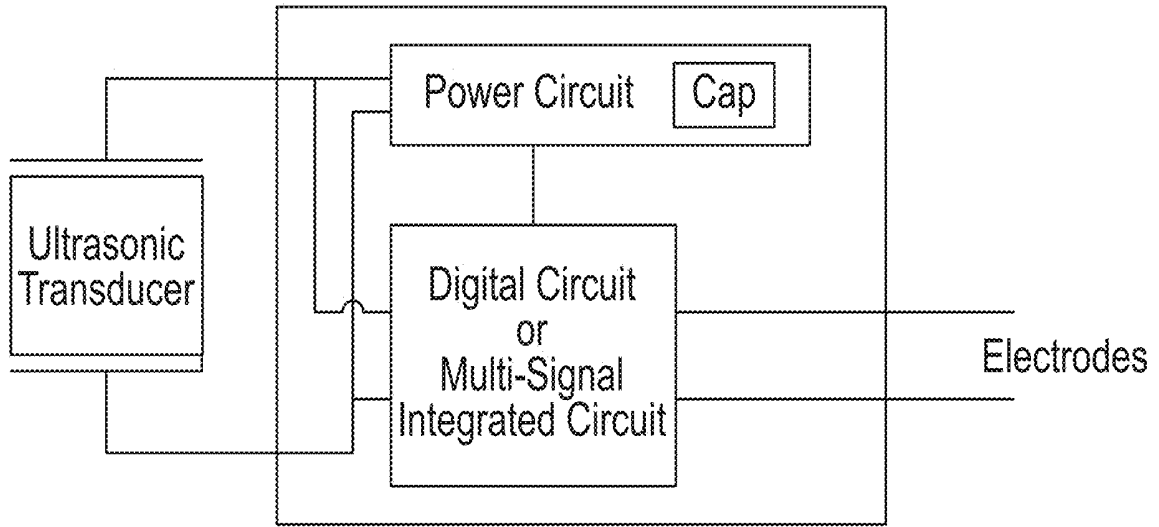 Power Circuit
Cap
Ultrasonic
Transducer
Digital Circuit
or
Multi-Signal
Integrated Circuit
Electrodes